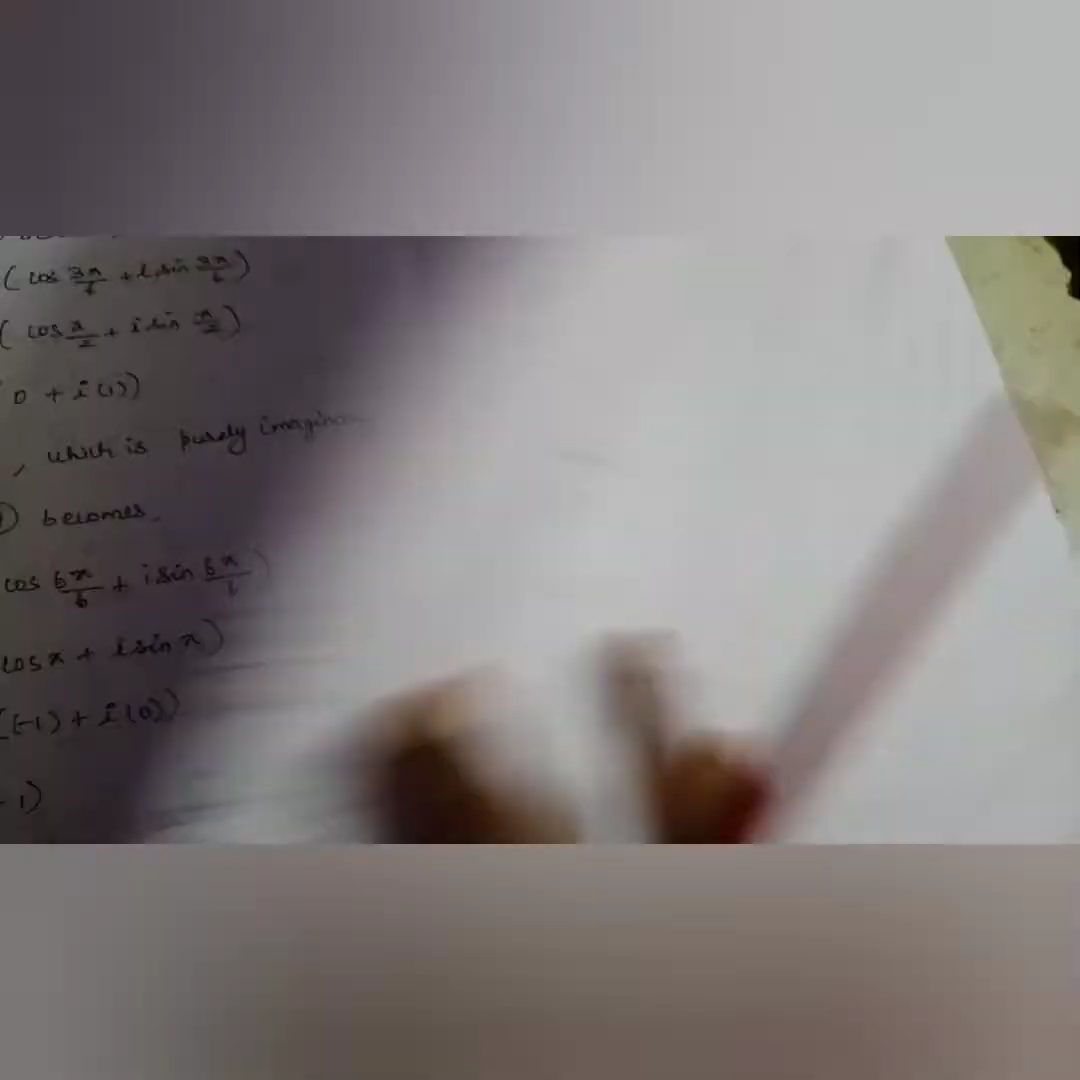 (cos 3π/6 + i sin 3π/6)
(cos π/2 + i sin π/2)
0 + i(1))
, which is purely
) becomes
cos 6π/6 + i sin 6π/6)
cos π + i sin π)
(-1) + i(0))
-1)